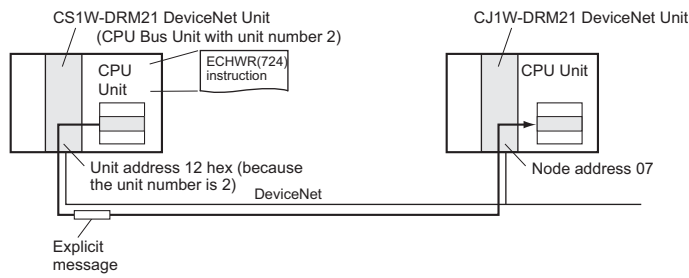 CS1W-DRM21 DeviceNet Unit
(CPU Bus Unit with unit number 2)
CJ1W-DRM21 DeviceNet Unit
CPU
Unit
ECHWR(724)
instruction
CPU Unit
Unit address 12 hex (because
the unit number is 2)
Node address 07
DeviceNet
Explicit
message